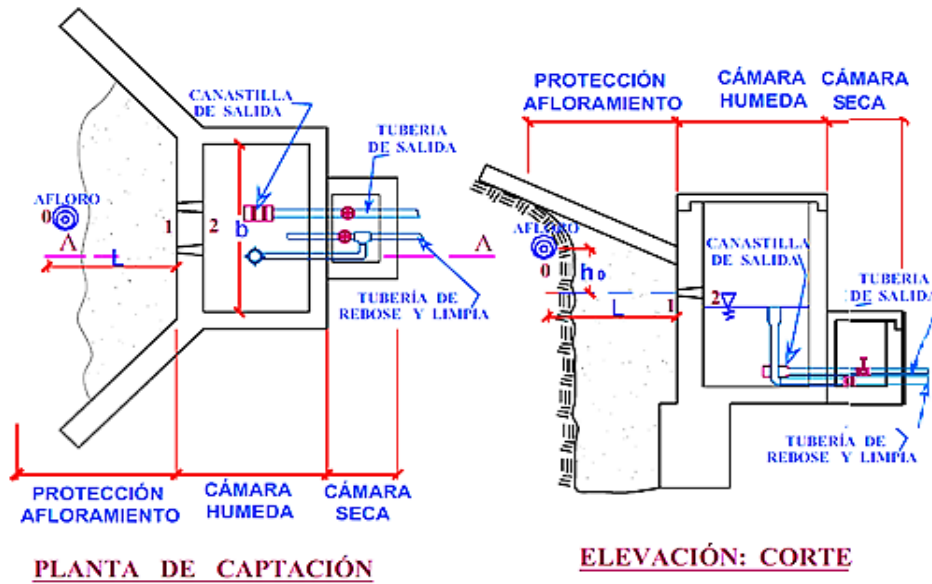 CANASTILLA
DE SALIDA
TUBERIA
DE SALIDA
AFLORO
0
1
2
b
Λ
L
Λ
TUBERÍA DE
REBOSE Y LIMPIA
PROTECCIÓN
AFLORAMIENTO
CÁMARA
HUMEDA
CÁMARA
SECA
PLANTA DE CAPTACIÓN
PROTECCIÓN
AFLORAMIENTO
CÁMARA
HUMEDA
CÁMARA
SECA
AFLORO
0
h₀
L
1
2
CANASTILLA
DE SALIDA
TUBERÍA
DE SALIDA
TUBERÍA DE
REBOSE Y LIMPIA
ELEVACIÓN: CORTE